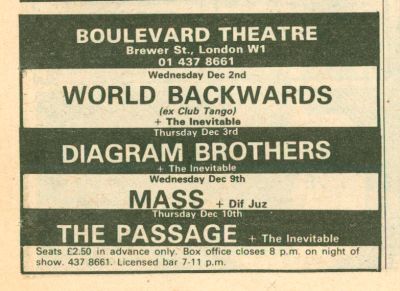 BOULEVARD THEATRE
Brewer St., London W1
01 437 8661
Wednesday Dec 2nd
WORLD BACKWARDS
(ex Club Tango)
+ The Inevitable
Thursday Dec 3rd
DIAGRAM BROTHERS
+ The Inevitable
Wednesday Dec 9th
MASS + Dif Juz
Thursday Dec 10th
THE PASSAGE + The Inevitable
Seats £2.50 in advance only. Box office closes 8 p.m. on night of
show. 437 8661. Licensed bar 7-11 p.m.